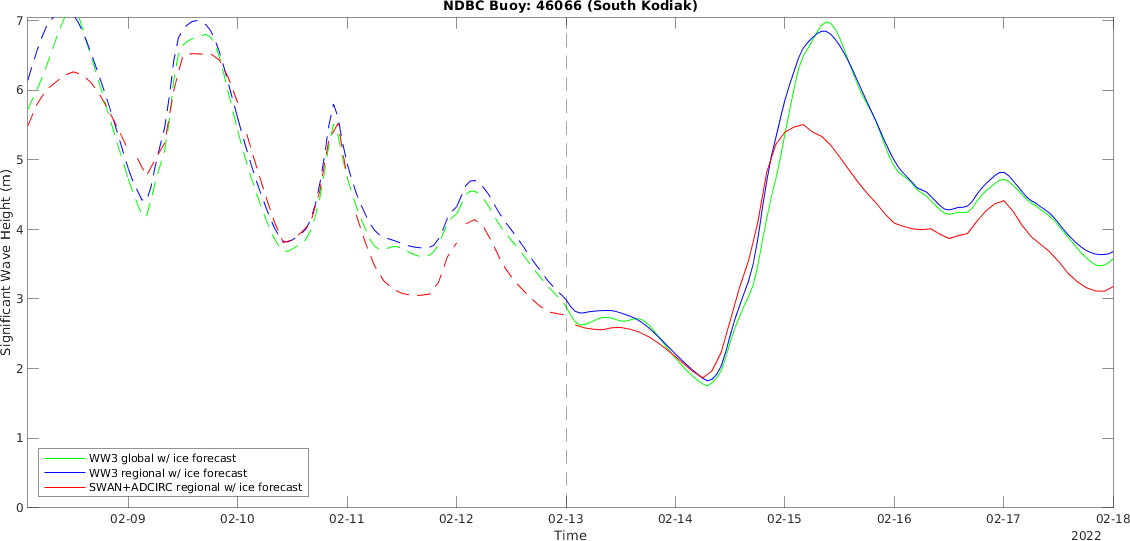 NDBC Buoy: 46066 (South Kodiak)
7
6
5
4
3
2
1
0
Significant Wave Height (m)
WW3 global w/ ice forecast
WW3 regional w/ ice forecast
SWAN+ADCIRC regional w/ ice forecast
02-09 02-10 02-11 02-12 02-13 02-14 02-15 02-16 02-17 02-18
Time
2022